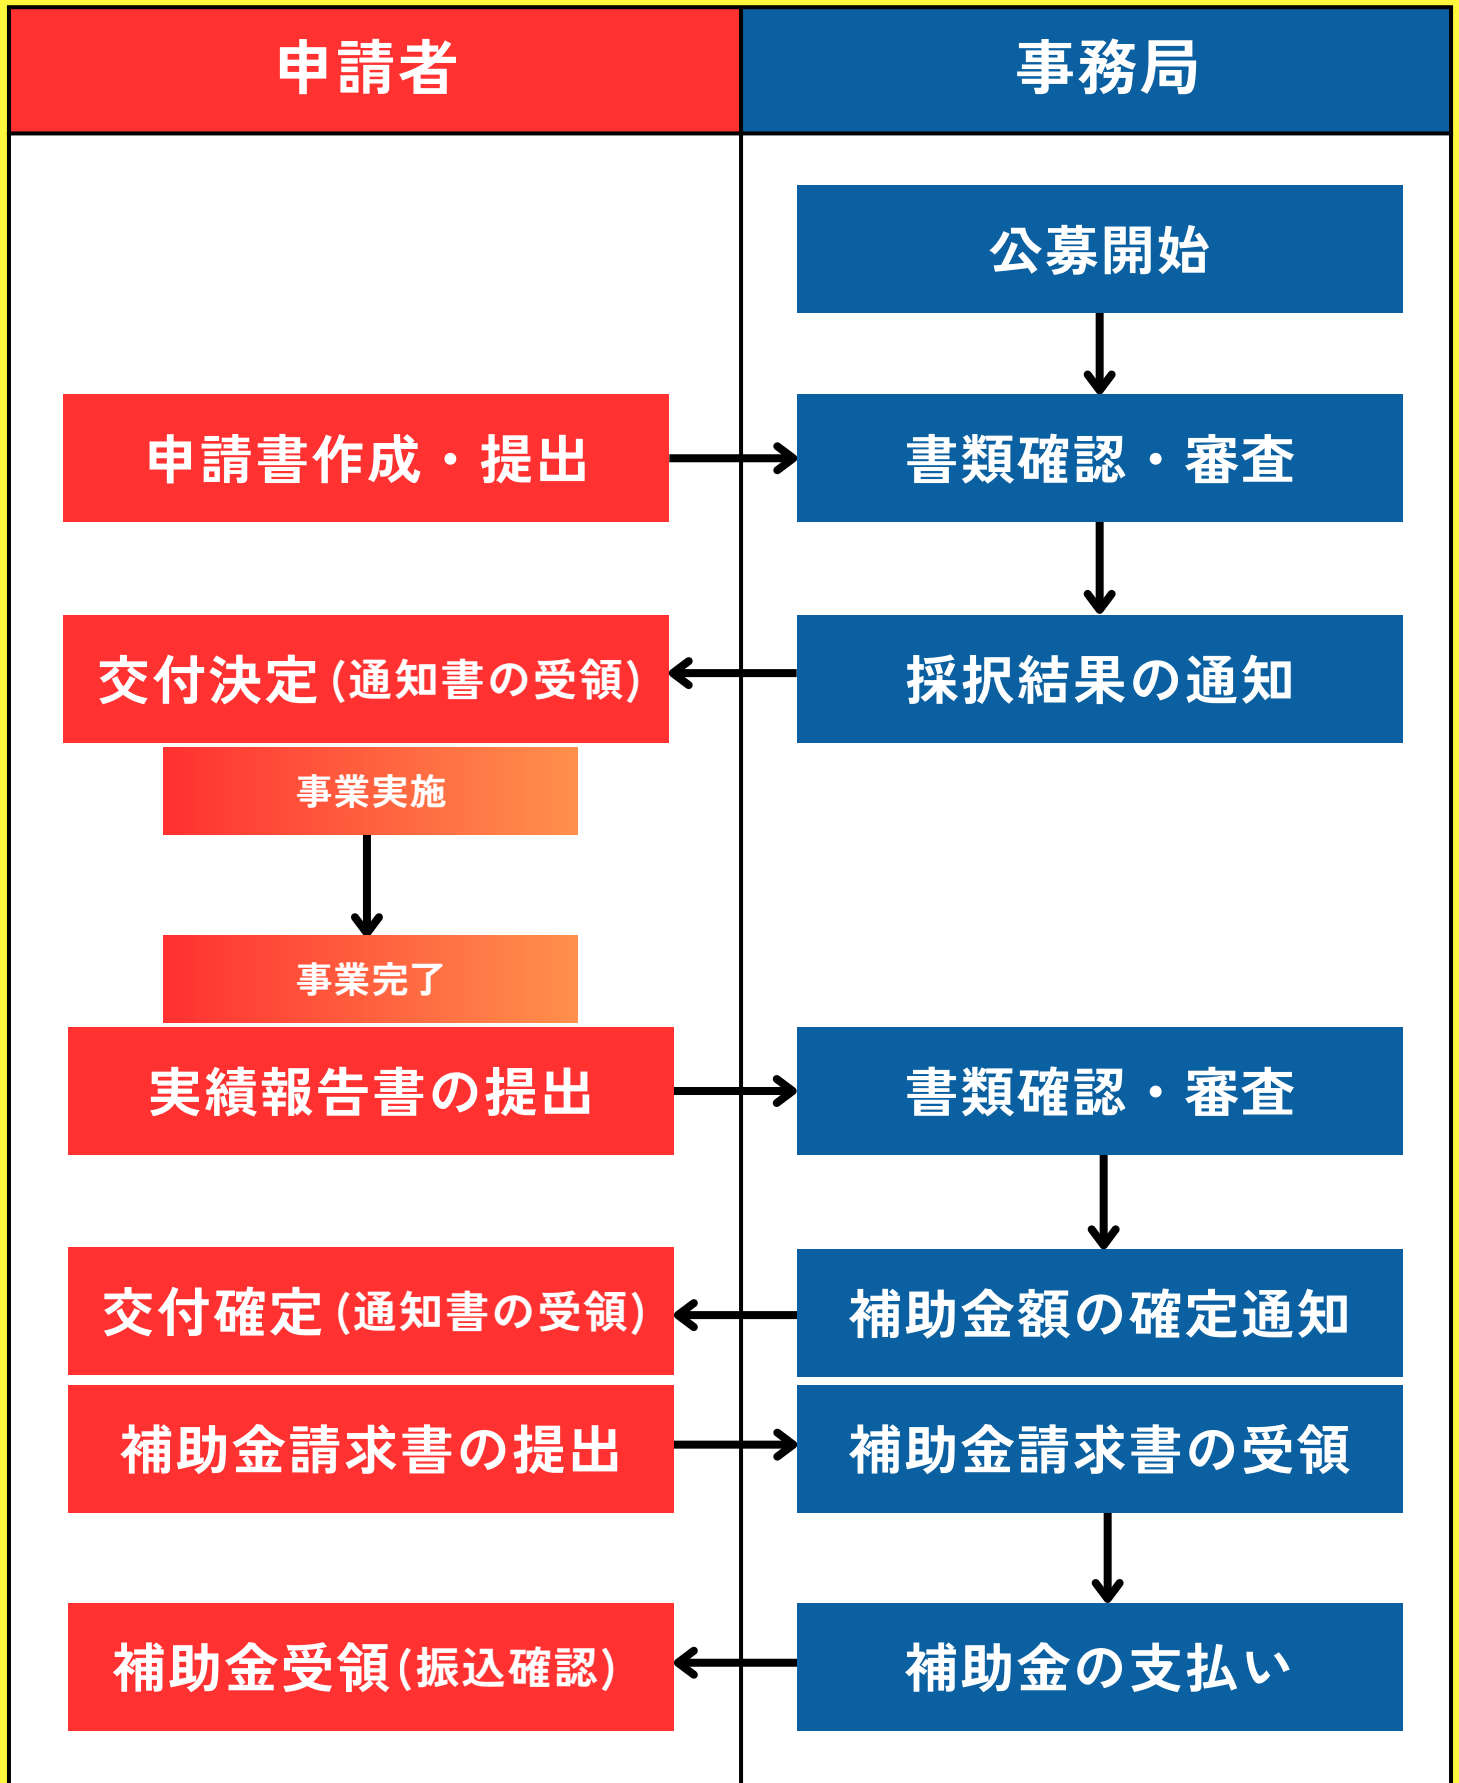 申請者
事務局
公募開始
申請書作成・提出
書類確認・審査
採択結果の通知
交付決定(通知書の受領)
事業実施
事業完了
実績報告書の提出
書類確認・審査
補助金額の確定通知
交付確定(通知書の受領)
補助金請求書の提出
補助金請求書の受領
補助金の支払い
補助金受領(振込確認)